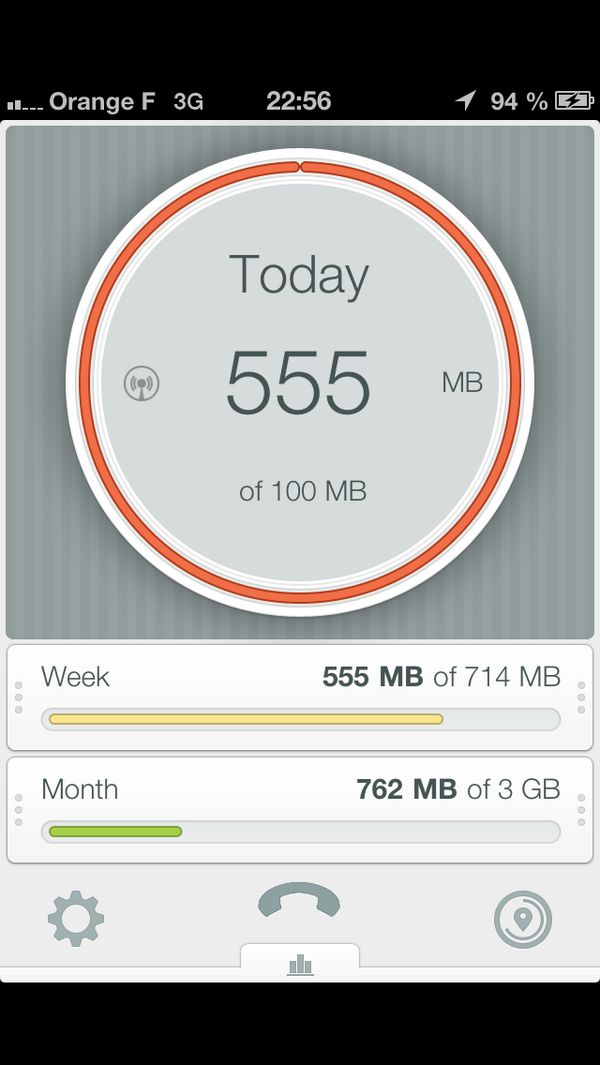 Orange F 3G 22:56 94 %
Today
555 MB
of 100 MB
Week 555 MB of 714 MB
Month 762 MB of 3 GB